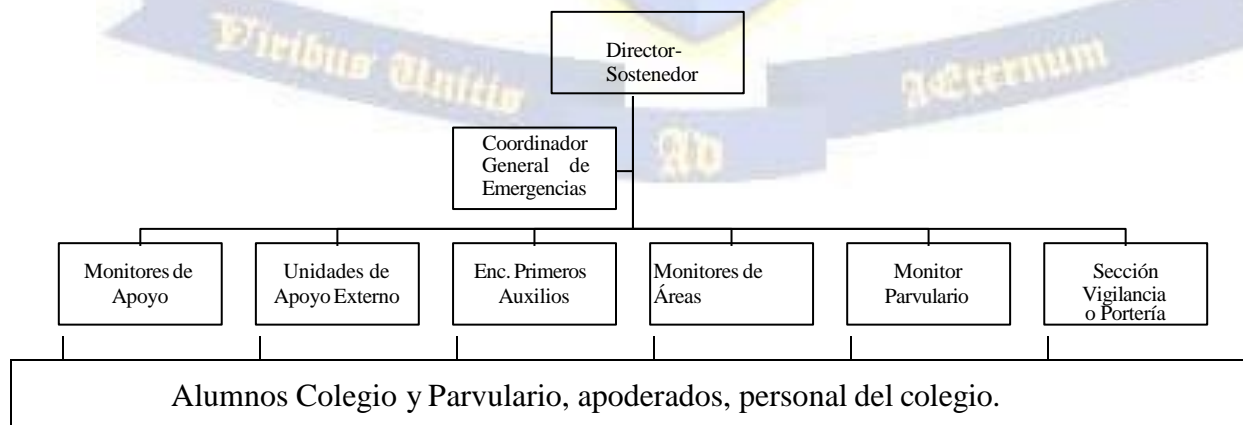 Viribus Unitis
Ad
AEternum
Director-
Sostenedor
Coordinador
General de
Emergencias
Monitores de
Apoyo
Unidades de
Apoyo Externo
Enc. Primeros
Auxilios
Monitores de
Áreas
Monitor
Parvulario
Sección
Vigilancia
o Portería
Alumnos Colegio y Parvulario, apoderados, personal del colegio.